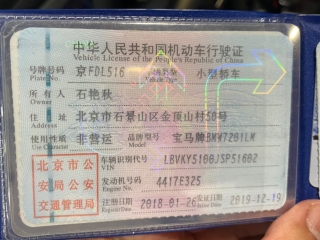 中华人民共和国机动车行驶证
Vehicle License of the People's Republic of China
号牌号码 京FDL516 车辆类型 小型轿车
Plate No.
所有人 石艳秋
Owner
住址 北京市石景山区金顶山村50号
Address
使用性质 非营运 品牌型号 宝马牌BMW7201LM
Use Character Model
北京市公
安局公安
交通管理局
车辆识别代号 LBVKY5100JSP51602
VIN
发动机号码 4417E325
Engine No.
注册日期 2018-01-26 发证日期 2019-12-19
Register Date Issue Date